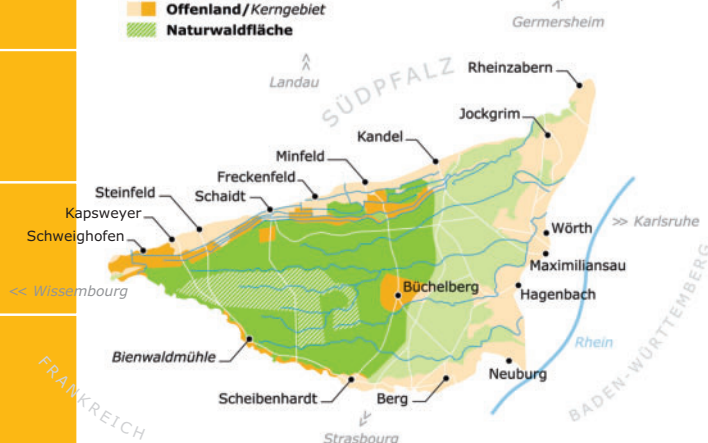 Offenland/Kerngebiet
Naturwaldfläche
Germersheim
Landau
SÜDPFALZ
Rheinzabern
Jockgrim
Kandel
Minfeld
Freckenfeld
Steinfeld
Schaidt
Kapsweyer
Schweighofen
Wörth
>> Karlsruhe
Maximiliansau
Büchelberg
Hagenbach
<< Wissembourg
Rhein
BADEN-WÜRTTEMBERG
Bienwaldmühle
Neuburg
FRANKREICH
Scheibenhardt
Berg
Strasbourg